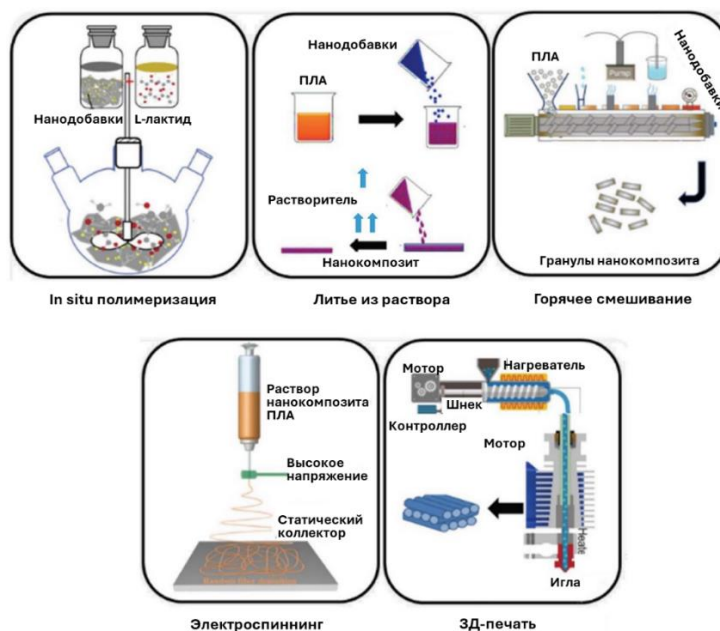 Нанодобавки L-лактид
In situ полимеризация
Нанодобавки
ПЛА
Растворитель
Нанокомпозит
Литье из раствора
ПЛА
Pump
Нанодобавки
Гранулы нанокомпозита
Горячее смешивание
Раствор
нанокомпозита
ПЛА
Высокое
напряжение
Статический
коллектор
Электроспиннинг
Мотор
Нагреватель
Шнек
Контроллер
Мотор
Игла
3Д-печать